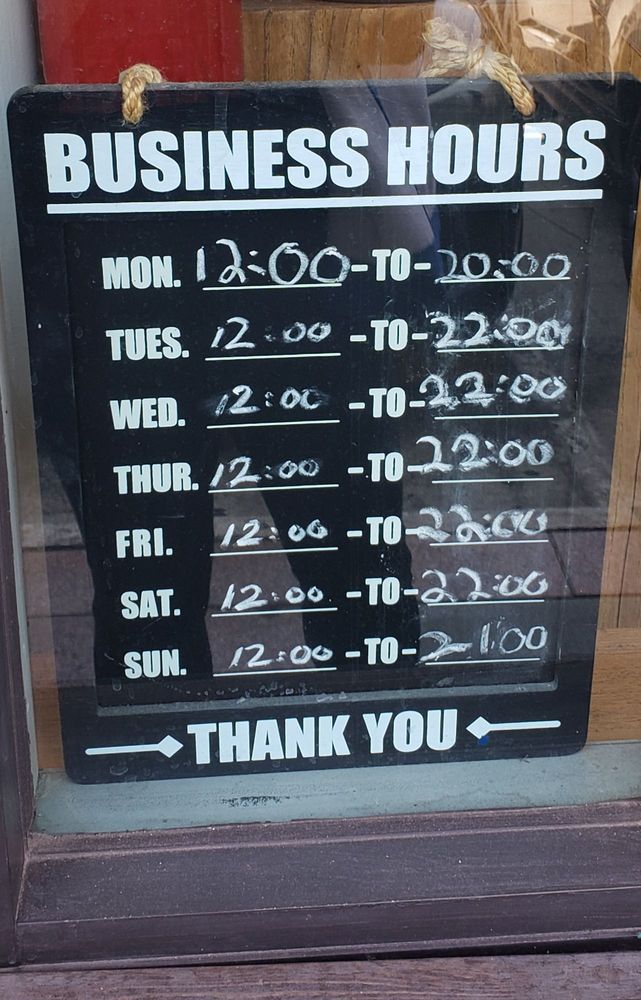 BUSINESS HOURS
MON. 12:00 -TO- 20:00
TUES. 12:00 -TO- 22:00
WED. 12:00 -TO- 22:00
THUR. 12:00 -TO- 22:00
FRI. 12:00 -TO- 22:00
SAT. 12:00 -TO- 22:00
SUN. 12:00 -TO- 21:00
THANK YOU